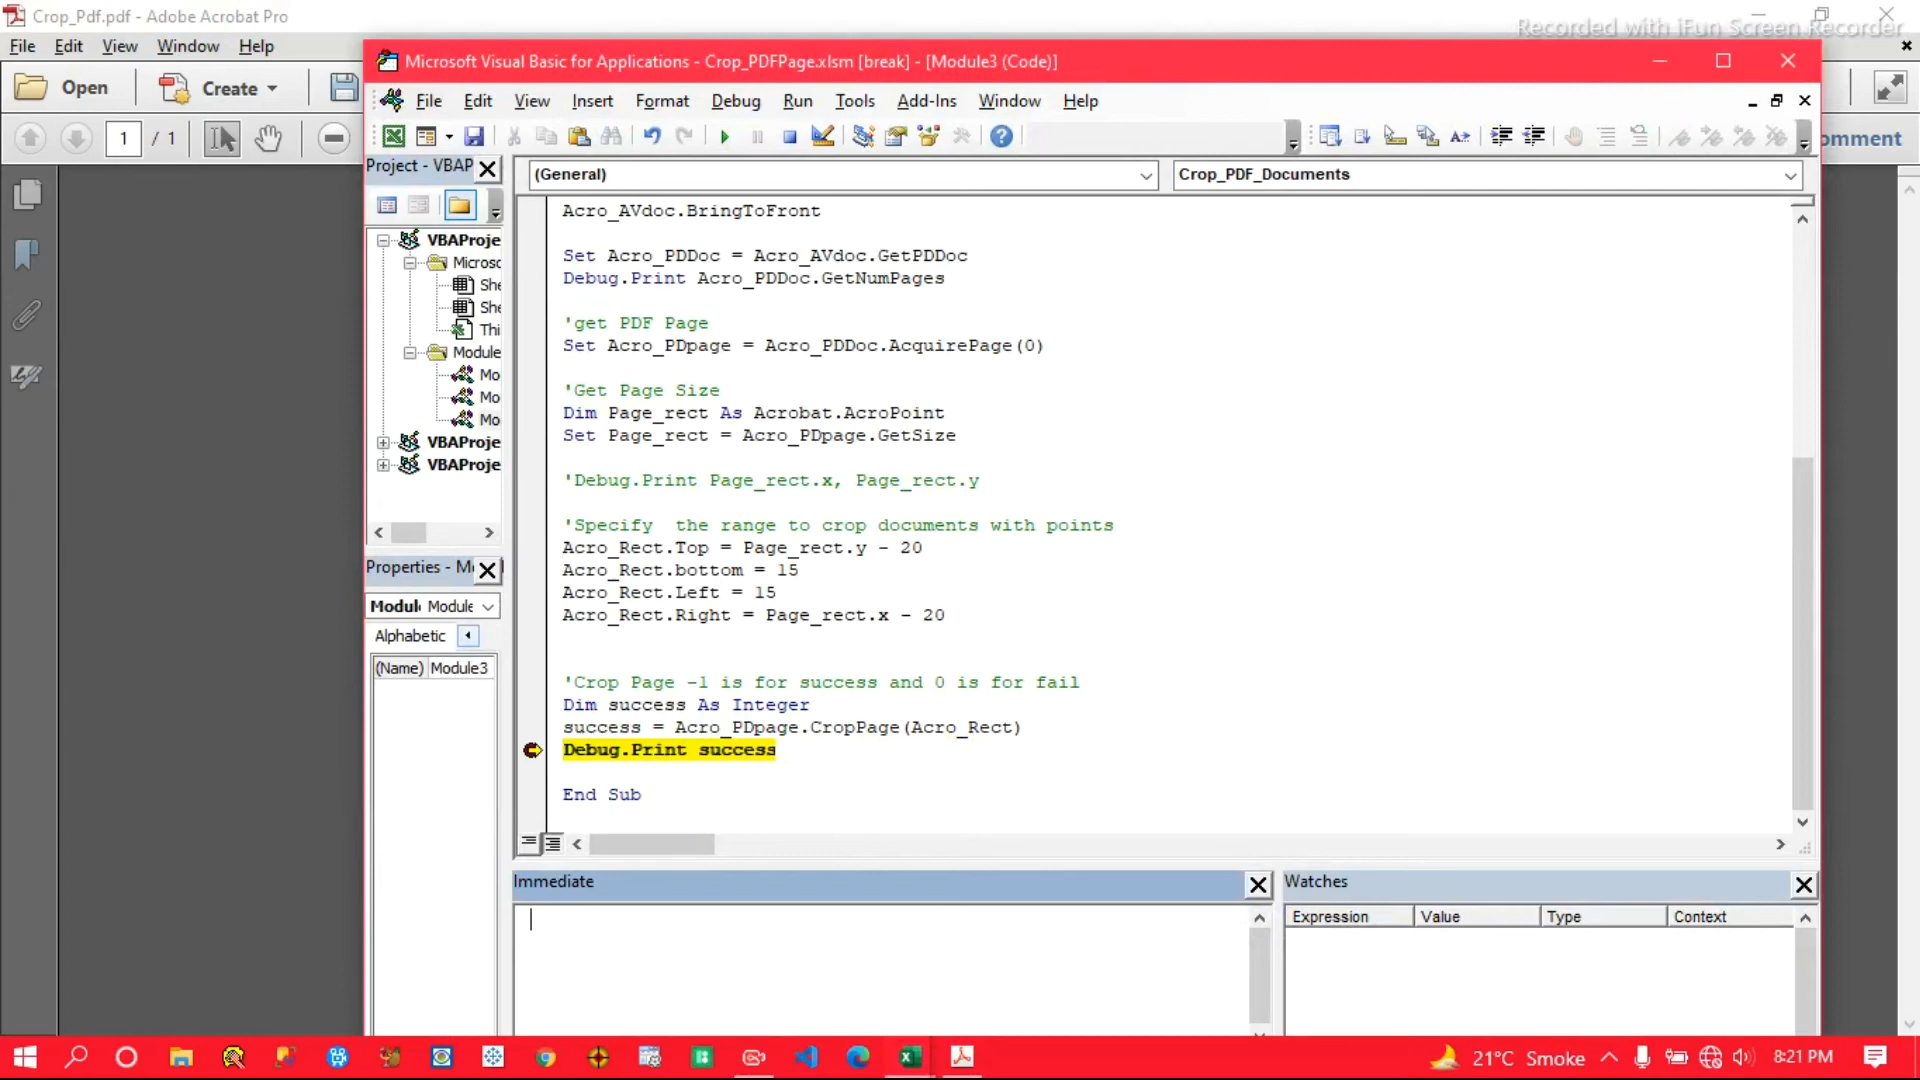 Crop_Pdf.pdf - Adobe Acrobat Pro
Recorded with iFun Screen Recorder
File Edit View Window Help
Open Create
1 / 1
omment
Microsoft Visual Basic for Applications - Crop_PDFPage.xlsm [break] - [Module3 (Code)]
File Edit View Insert Format Debug Run Tools Add-Ins Window Help
Project - VBAP
VBAProje
Microsc
She
She
Thi
Module
Mo
Mo
Mo
VBAProje
VBAProje
Properties - M
Modul Module
Alphabetic
(Name) Module3
(General)
Crop_PDF_Documents
Acro_AVdoc.BringToFront
Set Acro_PDDoc = Acro_AVdoc.GetPDDoc
Debug.Print Acro_PDDoc.GetNumPages
'get PDF Page
Set Acro_PDpage = Acro_PDDoc.AcquirePage(0)
'Get Page Size
Dim Page_rect As Acrobat.AcroPoint
Set Page_rect = Acro_PDpage.GetSize
'Debug.Print Page_rect.x, Page_rect.y
'Specify  the range to crop documents with points
Acro_Rect.Top = Page_rect.y - 20
Acro_Rect.bottom = 15
Acro_Rect.Left = 15
Acro_Rect.Right = Page_rect.x - 20
'Crop Page -1 is for success and 0 is for fail
Dim success As Integer
success = Acro_PDpage.CropPage(Acro_Rect)
Debug.Print success
End Sub
Immediate
Watches
Expression Value Type Context
21°C Smoke 8:21 PM